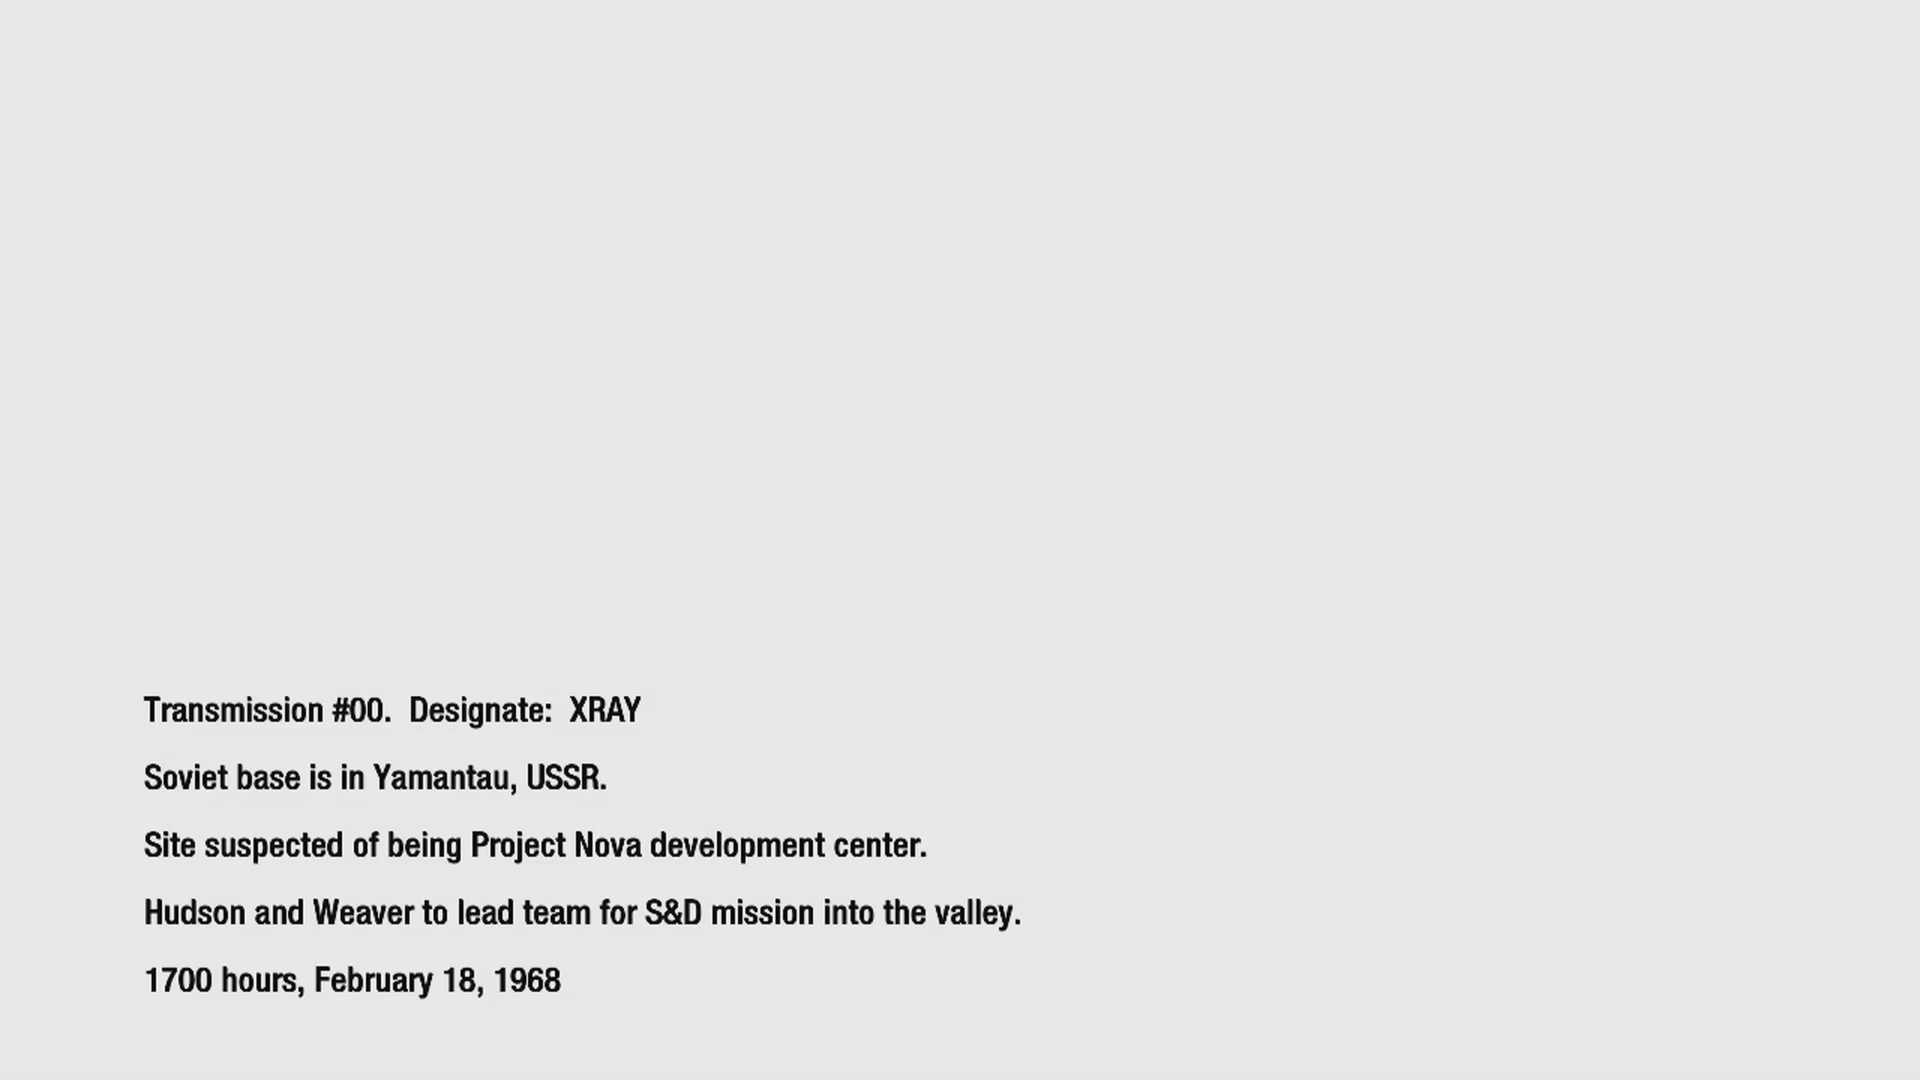 Transmission #00.  Designate:  XRAY
Soviet base is in Yamantau, USSR.
Site suspected of being Project Nova development center.
Hudson and Weaver to lead team for S&D mission into the valley.
1700 hours, February 18, 1968